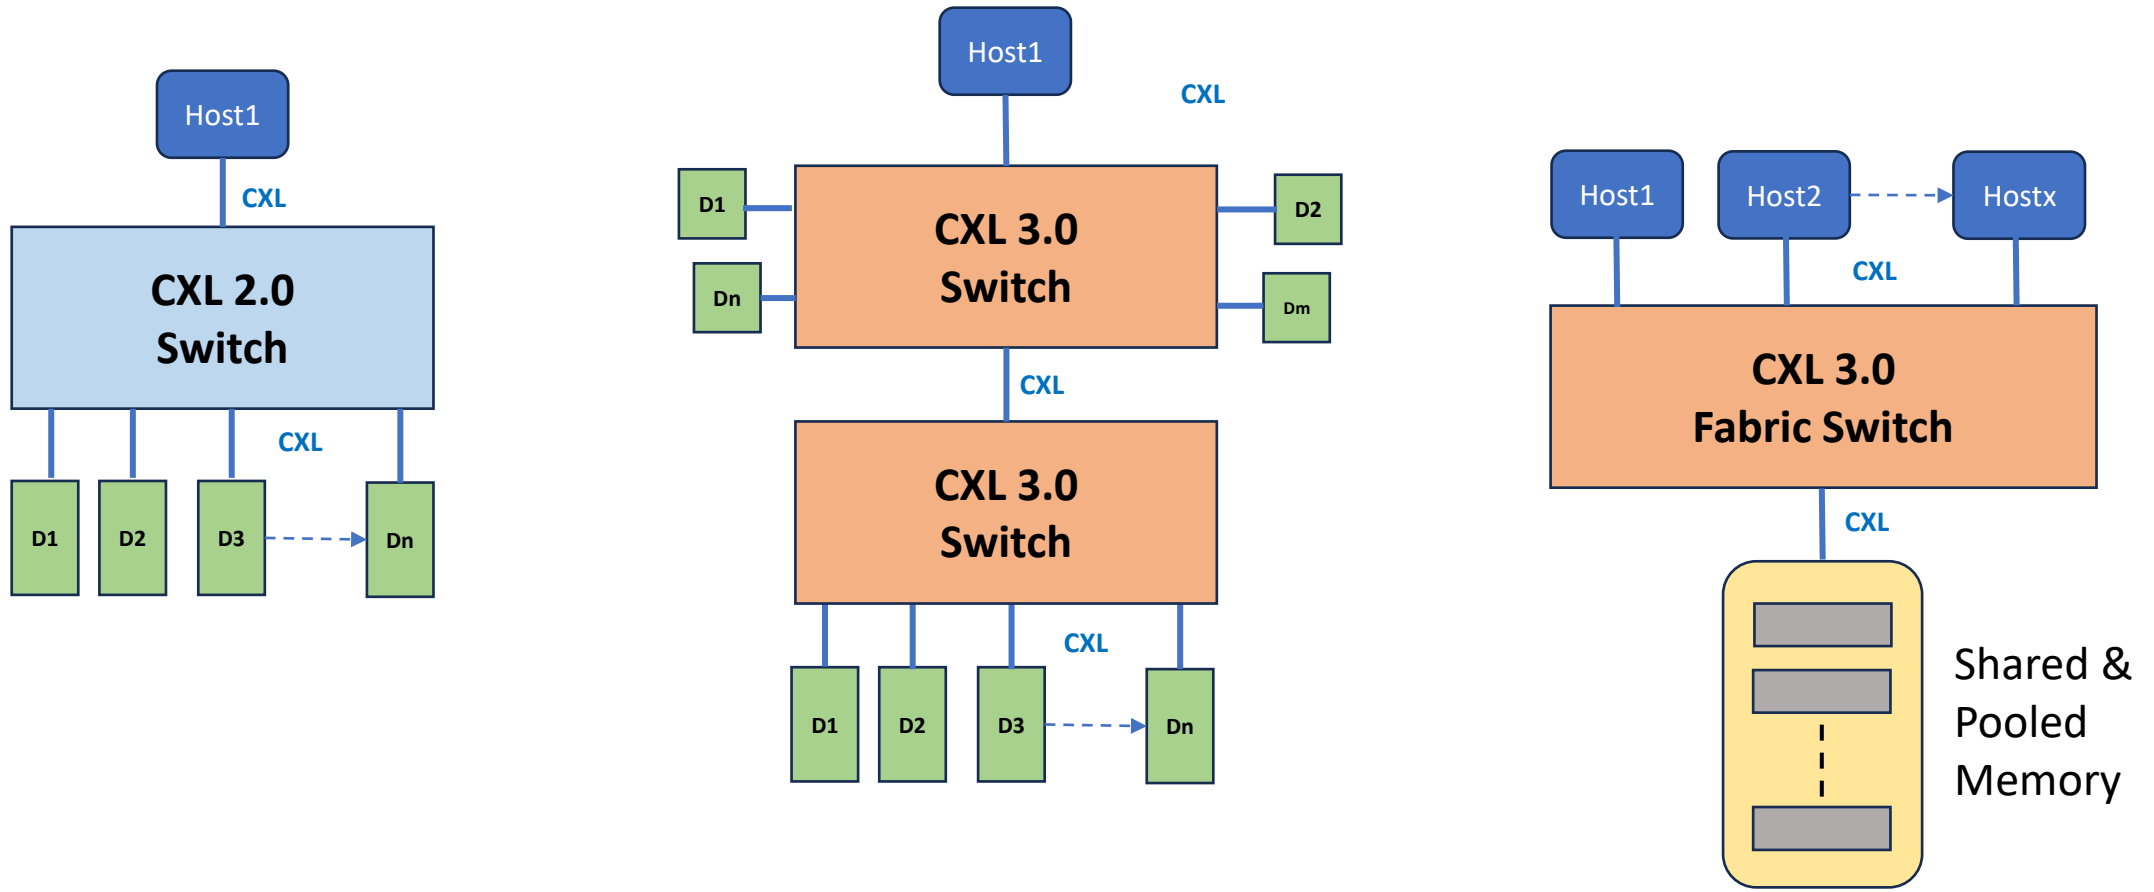 Host1
CXL
CXL 2.0
Switch
CXL
D1
D2
D3
Dn
Host1
CXL
D1
D2
CXL 3.0
Switch
Dn
Dm
CXL
CXL 3.0
Switch
CXL
D1
D2
D3
Dn
Host1
Host2
Hostx
CXL
CXL 3.0
Fabric Switch
CXL
Shared &
Pooled
Memory